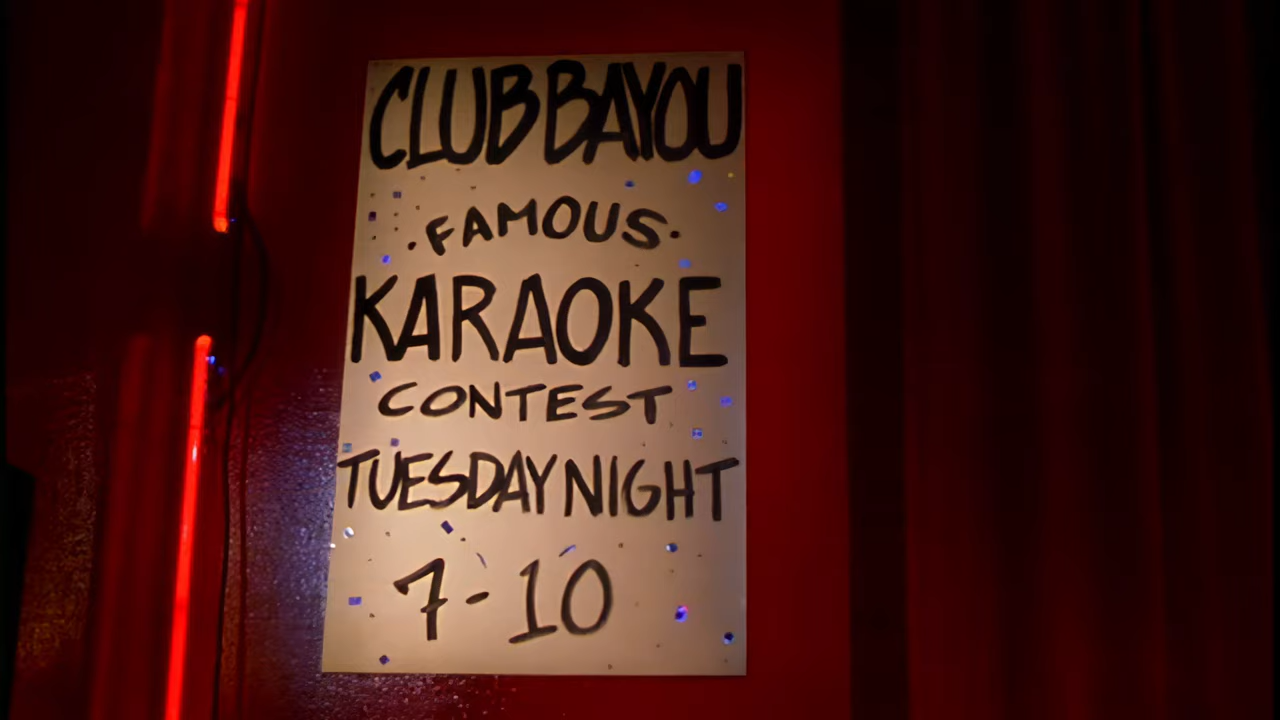 CLUB BAYOU
·FAMOUS·
KARAOKE
CONTEST
TUESDAY NIGHT
7-10